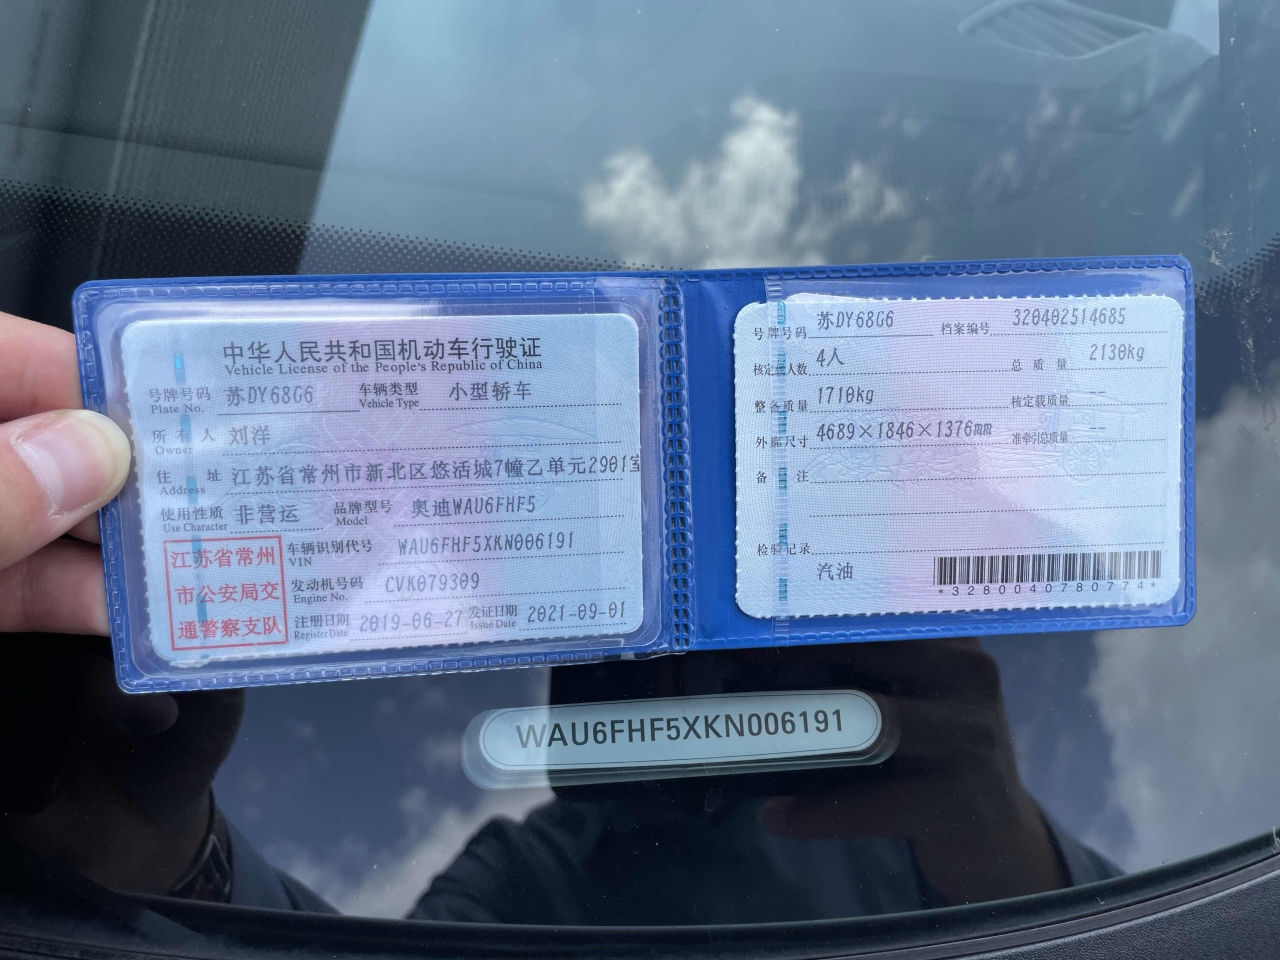 中华人民共和国机动车行驶证
Vehicle License of the People's Republic of China
号牌号码 苏DY68G6 车辆类型 小型轿车
Plate No. Vehicle Type
所有人 刘洋
Owner
住址 江苏省常州市新北区悠活城7幢乙单元2901室
Address
使用性质 非营运 品牌型号 奥迪WAU6FHF5
Use Character Model
江苏省常州
市公安局交
通警察支队
车辆识别代号 WAU6FHF5XKN006191
VIN
发动机号码 CVK079309
Engine No.
注册日期 2019-06-27 发证日期 2021-09-01
Register Date Issue Date
号牌号码 苏DY68G6 档案编号 320402514685
核定载人数 4人 总质量 2130kg
整备质量 1710kg 核定载质量 --
外廓尺寸 4689×1846×1376mm 准牵引总质量 --
备注
检验记录
汽油
*3280040780774*
WAU6FHF5XKN006191